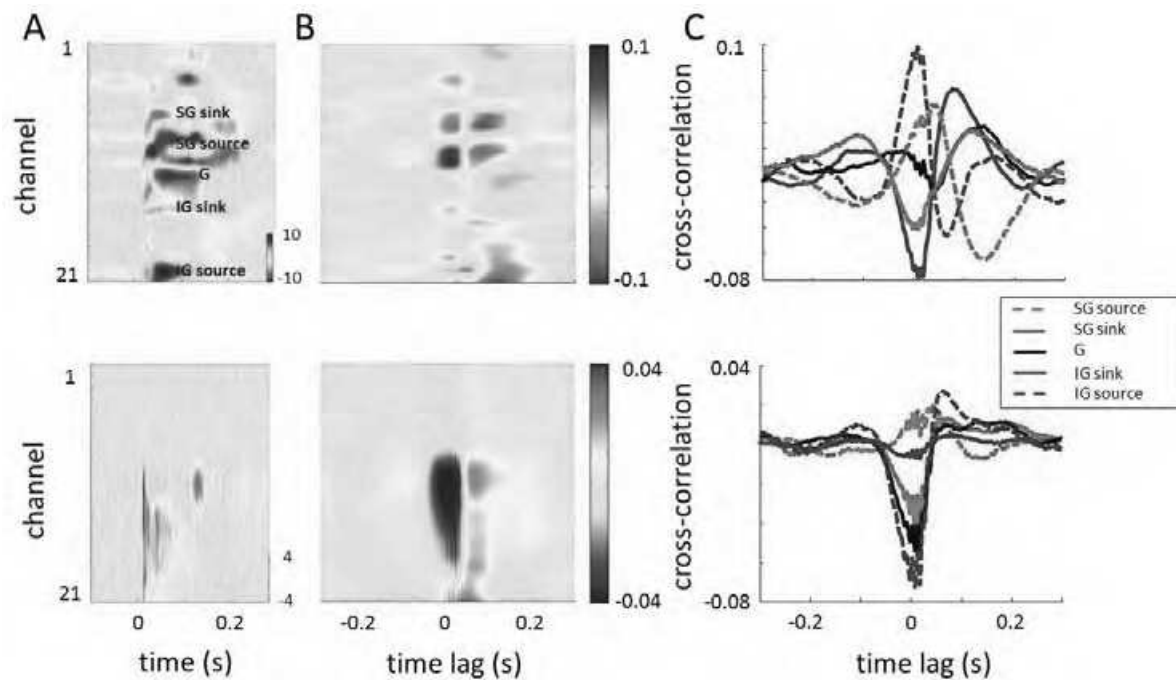 A
B
C
1
channel
SG sink
SG source
G
IG sink
IG source
21
10
-10
0.1
-0.1
0.1
cross-correlation
-0.08
SG source
SG sink
G
IG sink
IG source
1
channel
21
4
-4
0
0.2
time (s)
0.04
-0.04
-0.2
0
0.2
time lag (s)
0.04
cross-correlation
-0.08
-0.2
0
0.2
time lag (s)